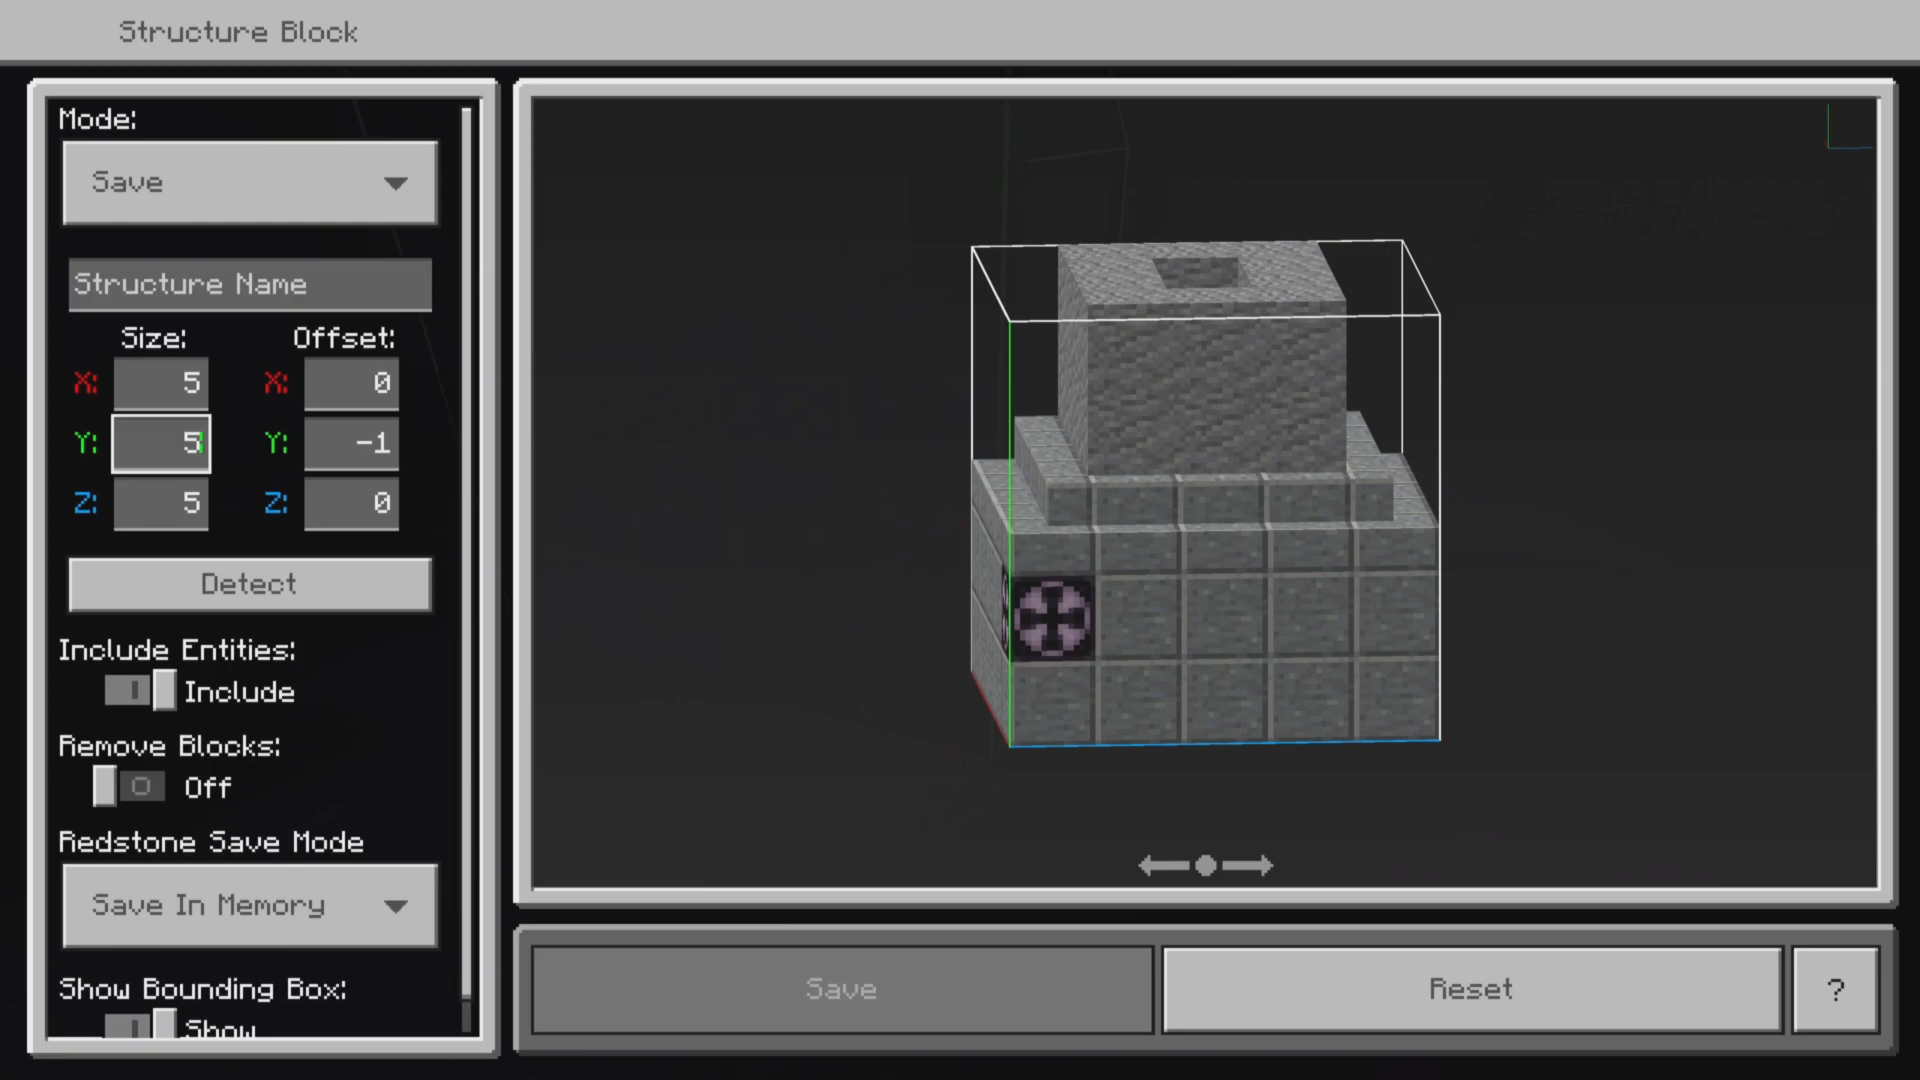 Structure Block
Mode:
Save
Structure Name
Size: Offset:
X: 5 X: 0
Y: 5 Y: -1
Z: 5 Z: 0
Detect
Include Entities:
Include
Remove Blocks:
Off
Redstone Save Mode
Save In Memory
Show Bounding Box:
Show
Save Reset ?